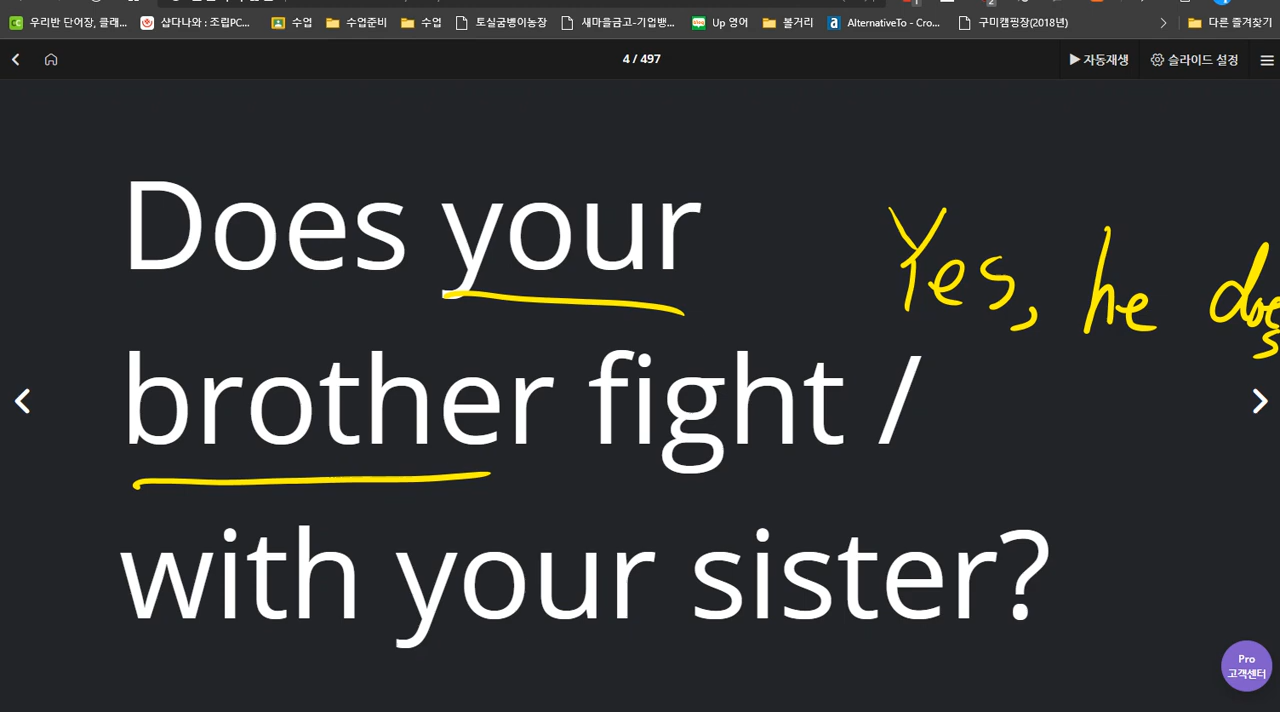 우리반 단어장, 클래...
샵다나와 : 조립PC...
수업
수업준비
수업
토실굼벵이농장
새마을금고-기업뱅...
Up 영어
볼거리
AlternativeTo - Cro...
구미캠핑장(2018년)
다른 즐겨찾기
4 / 497
자동재생
슬라이드 설정
Does your
Yes, he does
brother fight /
with your sister?
Pro
고객센터